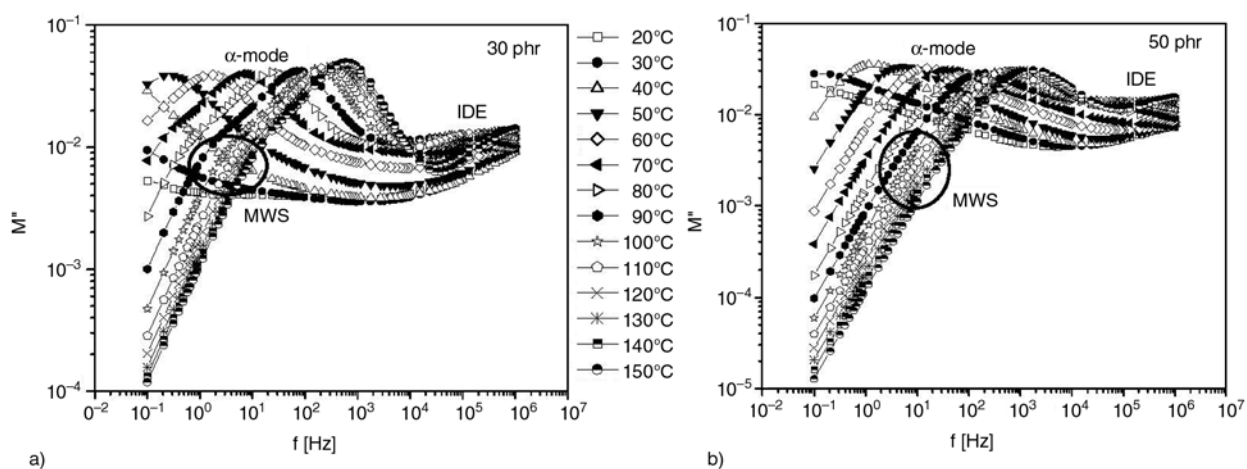 30 phr
α-mode
IDE
MWS
M"
10⁻¹
10⁻²
10⁻³
10⁻⁴
10⁻² 10⁻¹ 10⁰ 10¹ 10² 10³ 10⁴ 10⁵ 10⁶ 10⁷
f [Hz]
a)
20°C
30°C
40°C
50°C
60°C
70°C
80°C
90°C
100°C
110°C
120°C
130°C
140°C
150°C
50 phr
α-mode
IDE
MWS
M"
10⁻¹
10⁻²
10⁻³
10⁻⁴
10⁻⁵
10⁻² 10⁻¹ 10⁰ 10¹ 10² 10³ 10⁴ 10⁵ 10⁶ 10⁷
f [Hz]
b)